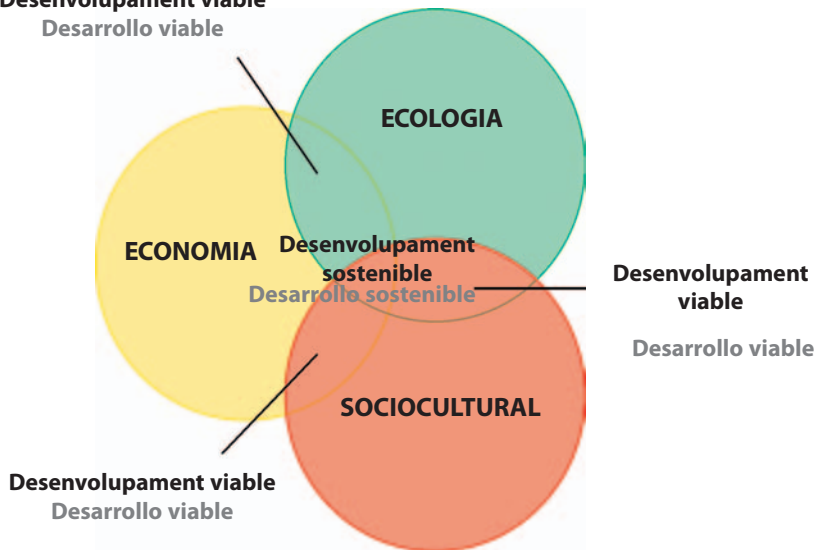 Desenvolupament viable
Desarrollo viable
ECOLOGIA
ECONOMIA
Desenvolupament
sostenible
Desarrollo sostenible
Desenvolupament
viable
Desarrollo viable
SOCIOCULTURAL
Desenvolupament viable
Desarrollo viable